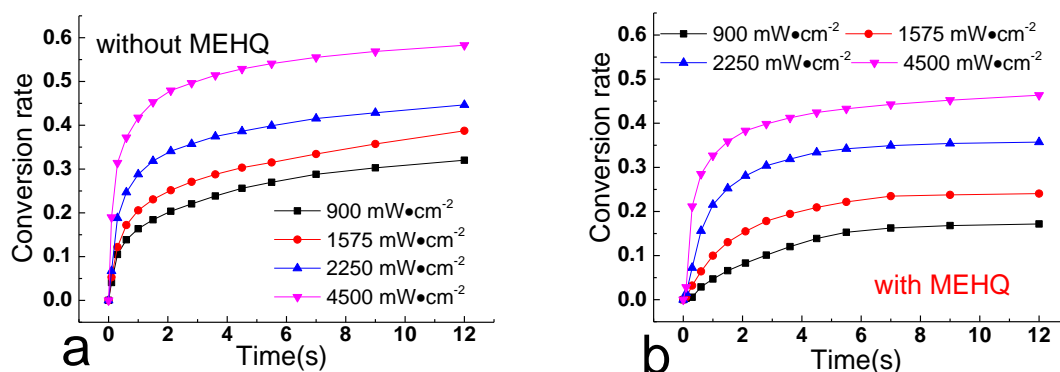 without MEHQ
Conversion rate
0.6
0.5
0.4
0.3
0.2
0.1
0.0
900 mW•cm-2
1575 mW•cm-2
2250 mW•cm-2
4500 mW•cm-2
0 2 4 6 8 10 12
Time(s)
a
900 mW•cm-2 1575 mW•cm-2
2250 mW•cm-2 4500 mW•cm-2
Conversion rate
0.6
0.5
0.4
0.3
0.2
0.1
0.0
with MEHQ
0 2 4 6 8 10 12
Time(s)
b